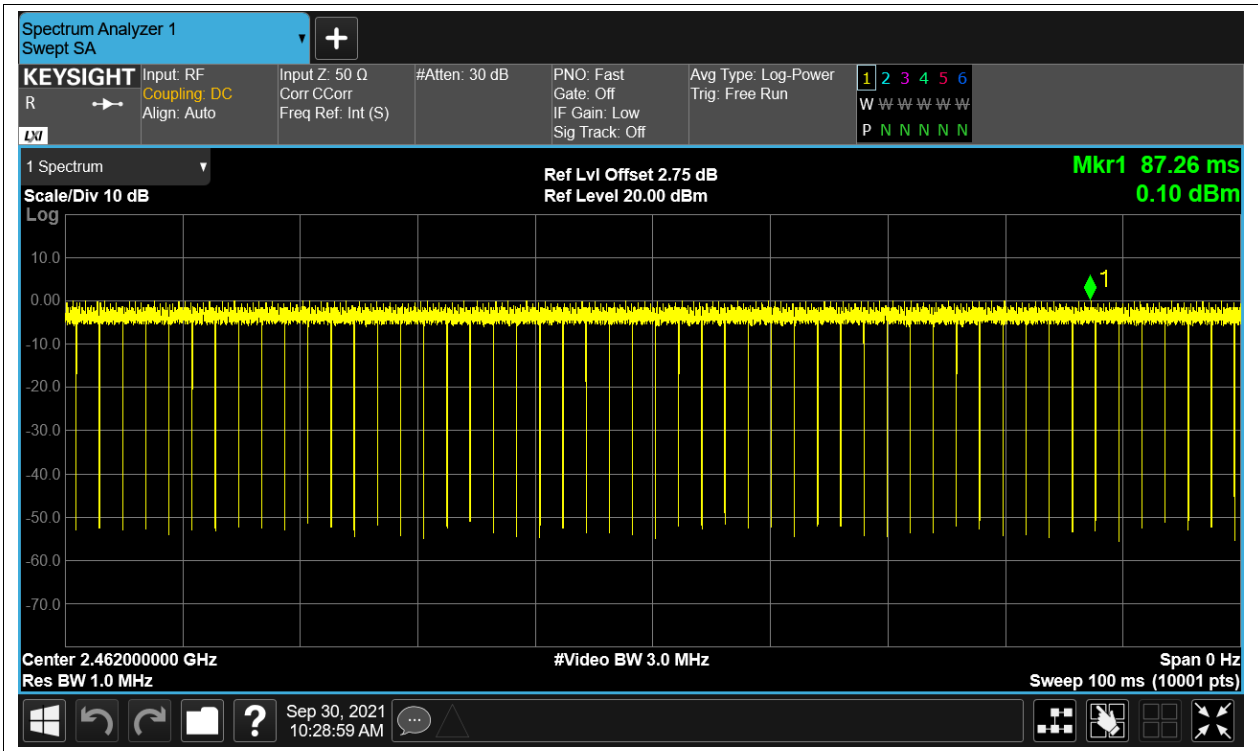 Spectrum Analyzer 1
Swept SA
KEYSIGHT Input: RF Input Z: 50 Ω #Atten: 30 dB PNO: Fast Avg Type: Log-Power 1 2 3 4 5 6
R Coupling: DC Corr CCorr Gate: Off Trig: Free Run W W W W W W
Align: Auto Freq Ref: Int (S) IF Gain: Low
LXI Sig Track: Off P N N N N N
1 Spectrum Ref Lvl Offset 2.75 dB Mkr1 87.26 ms
Scale/Div 10 dB Ref Level 20.00 dBm 0.10 dBm
Log
10.0
1
0.00
-10.0
-20.0
-30.0
-40.0
-50.0
-60.0
-70.0
Center 2.462000000 GHz #Video BW 3.0 MHz Span 0 Hz
Res BW 1.0 MHz Sweep 100 ms (10001 pts)
? Sep 30, 2021
10:28:59 AM